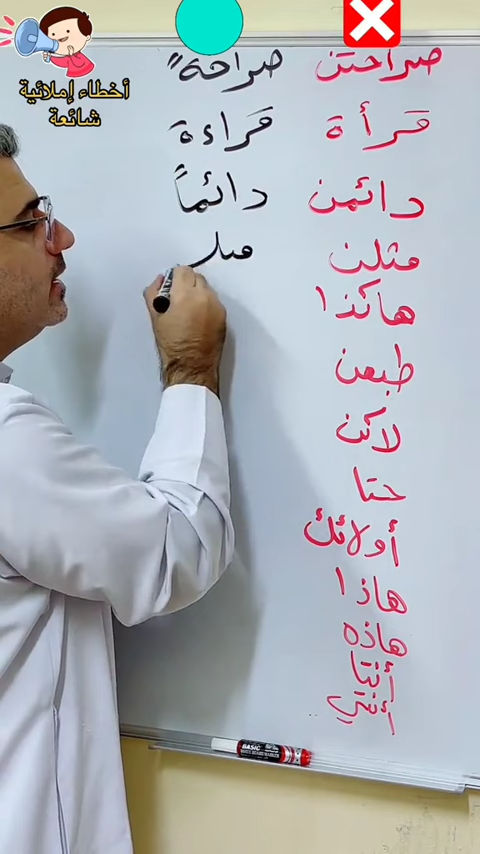 أخطاء إملائية
شائعة
صراحتن صراحةً
قرأة قراءة
دائمن دائماً
مثلن
هاكذا
طبعن
لاكن
حتا
أولائك
هاذا
هاذه
أنتا
أنتي
BASIC